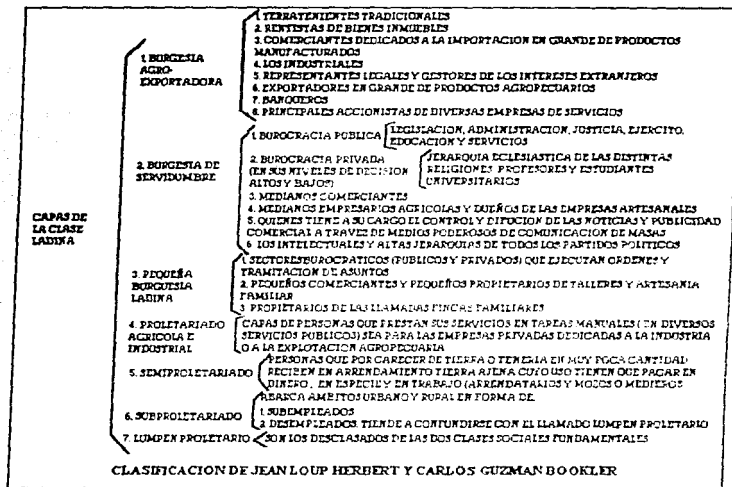 CAPAS DE
LA CLASE
LADINA
1. BURGESIA
AGRO-
EXPORTADORA
1. TERRATENIENTES TRADICIONALES
2. RENTISTAS DE BIENES INMUEBLES
3. COMERCIANTES DEDICADOS A LA IMPORTACION EN GRANDE DE PRODUCTOS
MANUFACTURADOS
4. LOS INDUSTRIALES
5. REPRESENTANTES LEGALES Y GESTORES DE LOS INTERESES EXTRANJEROS
6. EXPORTADORES EN GRANDE DE PRODUCTOS AGROPECUARIOS
7. BANQUEROS
8. PRINCIPALES ACCIONISTAS DE DIVERSAS EMPRESAS DE SERVICIOS
2. BURGESIA DE
SERVIDUMBRE
1. BUROCRACIA PUBLICA
LEGISLACION, ADMINISTRACION, JUSTICIA, EJERCITO,
EDUCACION Y SERVICIOS
2. BUROCRACIA PRIVADA
(EN SUS NIVELES DE DECISION
ALTOS Y BAJOS)
JERARQUIA ECLESIASTICA DE LAS DISTINTAS
RELIGIONES PROFESORES Y ESTUDIANTES
UNIVERSITARIOS
3. MEDIANOS COMERCIANTES
4. MEDIANOS EMPRESARIOS AGRICOLAS Y DUEÑOS DE LAS EMPRESAS ARTESANALES
5. QUIENES TIENE A SU CARGO EL CONTROL Y DIFUCION DE LAS NOTICIAS Y PUBLICIDAD
COMERCIAL A TRAVES DE MEDIOS PODEROSOS DE COMUNICACION DE MASAS
6. LOS INTELECTUALES Y ALTAS JERARQUIAS DE TODOS LOS PARTIDOS POLITICOS
3. PEQUEÑA
BURGUESIA
LADINA
1. SECTORES BUROCRATICOS (PUBLICOS Y PRIVADOS) QUE EJECUTAN ORDENES Y
TRAMITACION DE ASUNTOS
2. PEQUEÑOS COMERCIANTES Y PEQUEÑOS PROPIETARIOS DE TALLERES Y ARTESANIA
FAMILIAR
3. PROPIETARIOS DE LAS LLAMADAS FINCAS FAMILIARES
4. PROLETARIADO
AGRICOLA E
INDUSTRIAL
CAPAS DE PERSONAS QUE PRESTAN SUS SERVICIOS EN TAREAS MANUALES (EN DIVERSOS
SERVICIOS PUBLICOS) SEA PARA LAS EMPRESAS PRIVADAS DEDICADAS A LA INDUSTRIA
O A LA EXPLOTACION AGROPECUARIA
5. SEMIPROLETARIADO
PERSONAS QUE POR CARECER DE TIERRA O TENERLA EN MUY POCA CANTIDAD
RECIBEN EN ARRENDAMIENTO TIERRA AJENA CUYO USO TIENEN QUE PAGAR EN
DINERO, EN ESPECIE Y EN TRABAJO (ARRENDATARIOS Y MOZOS O MEDIEROS
6. SUBPROLETARIADO
ABARCA AMBITOS URBANO Y RURAL EN FORMA DE
1. SUBEMPLEADOS
2. DESEMPLEADOS. TIENDE A CONFUNDIRSE CON EL LLAMADO LUMPEN PROLETARIO
7. LUMPEN PROLETARIO
SON LOS DESCLASADOS DE LAS DOS CLASES SOCIALES FUNDAMENTALES
CLASIFICACION DE JEAN LOUP HERBERT Y CARLOS GUZMAN BOOKLER